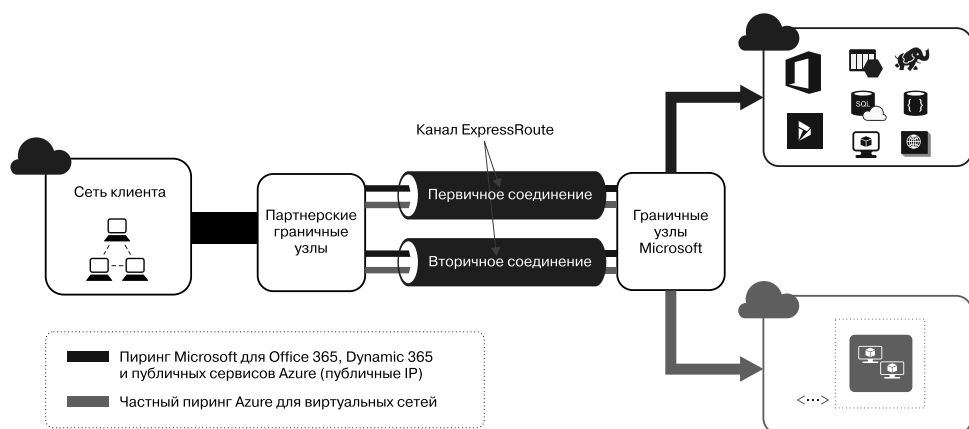 Канал ExpressRoute
Сеть клиента
Партнерские
граничные
узлы
Первичное соединение
Вторичное соединение
Граничные
узлы
Microsoft
SQL
{ }
<···>
Пиринг Microsoft для Office 365, Dynamic 365
и публичных сервисов Azure (публичные IP)
Частный пиринг Azure для виртуальных сетей